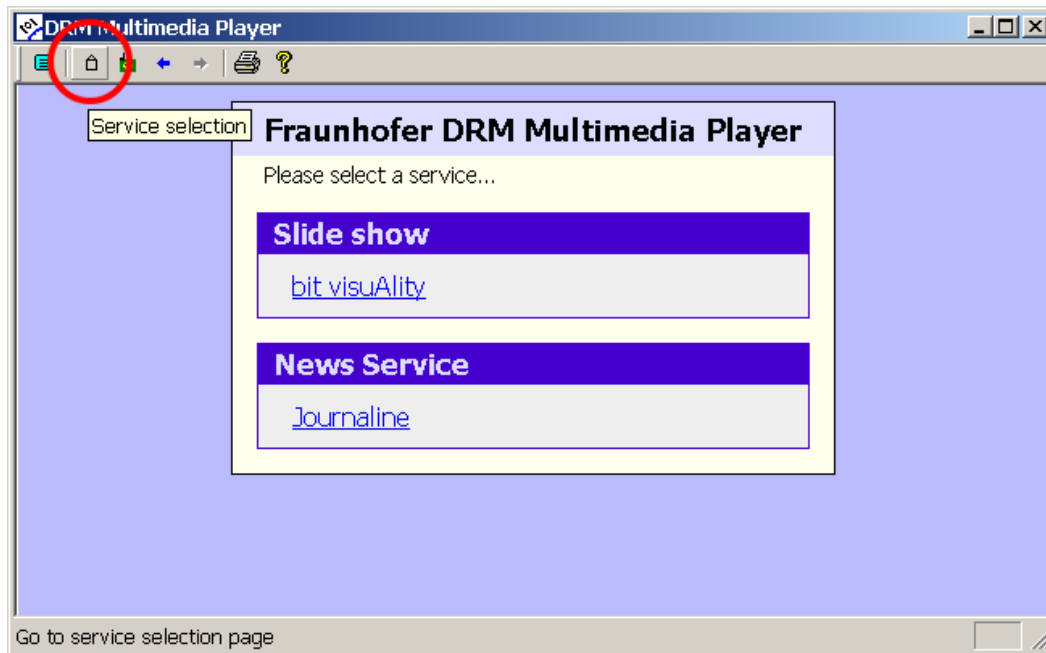 DRM Multimedia Player
Service selection
Fraunhofer DRM Multimedia Player
Please select a service...
Slide show
bit visuAlity
News Service
Journaline
Go to service selection page